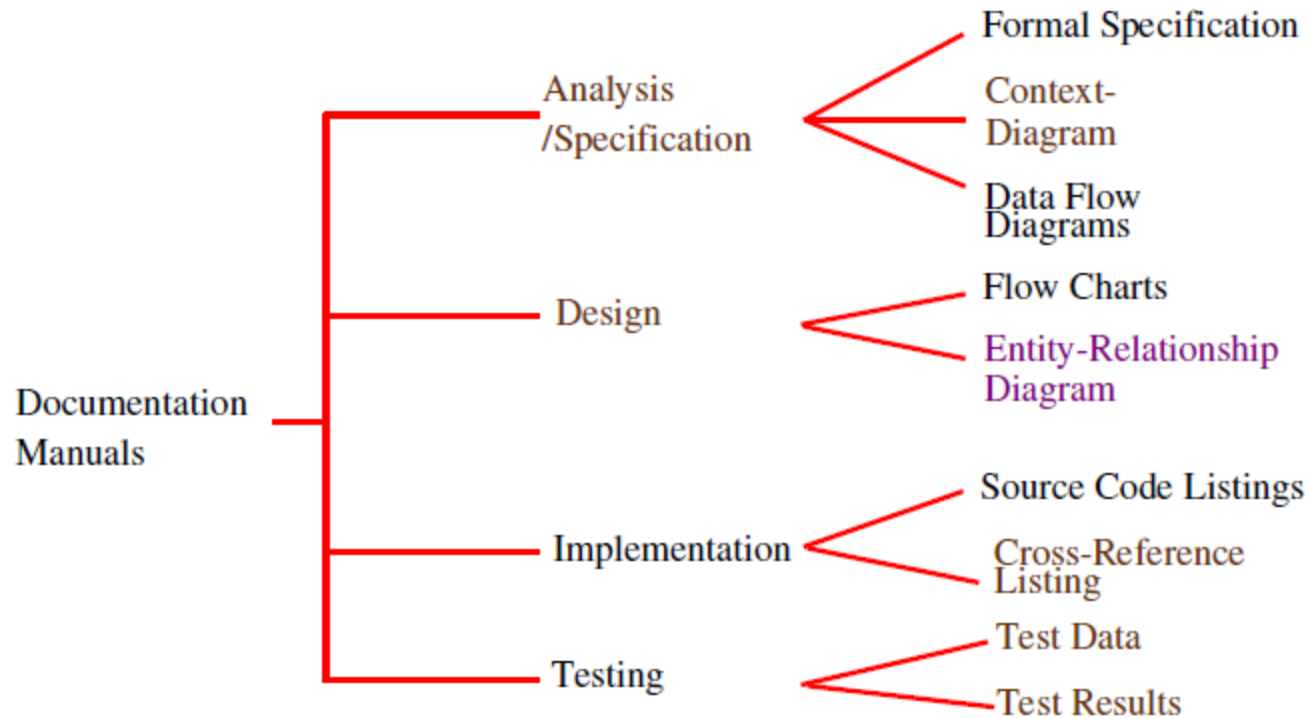 Documentation
Manuals
Analysis
/Specification
Formal Specification
Context-
Diagram
Data Flow
Diagrams
Design
Flow Charts
Entity-Relationship
Diagram
Implementation
Source Code Listings
Cross-Reference
Listing
Testing
Test Data
Test Results